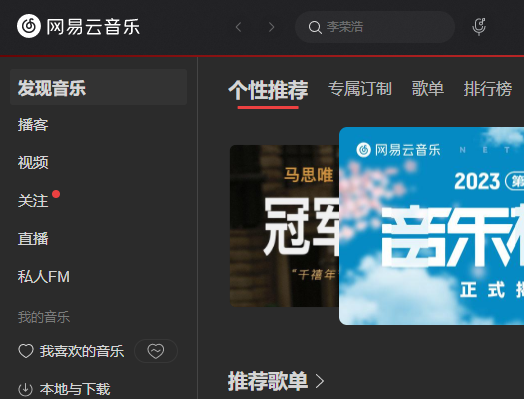 网易云音乐
李荣浩
发现音乐
播客
视频
关注
直播
私人FM
我的音乐
我喜欢的音乐
本地与下载
个性推荐 专属订制 歌单 排行榜
马思唯
冠军
"千禧年
网易云音乐 NET
2023 第
音乐
正式揭
推荐歌单